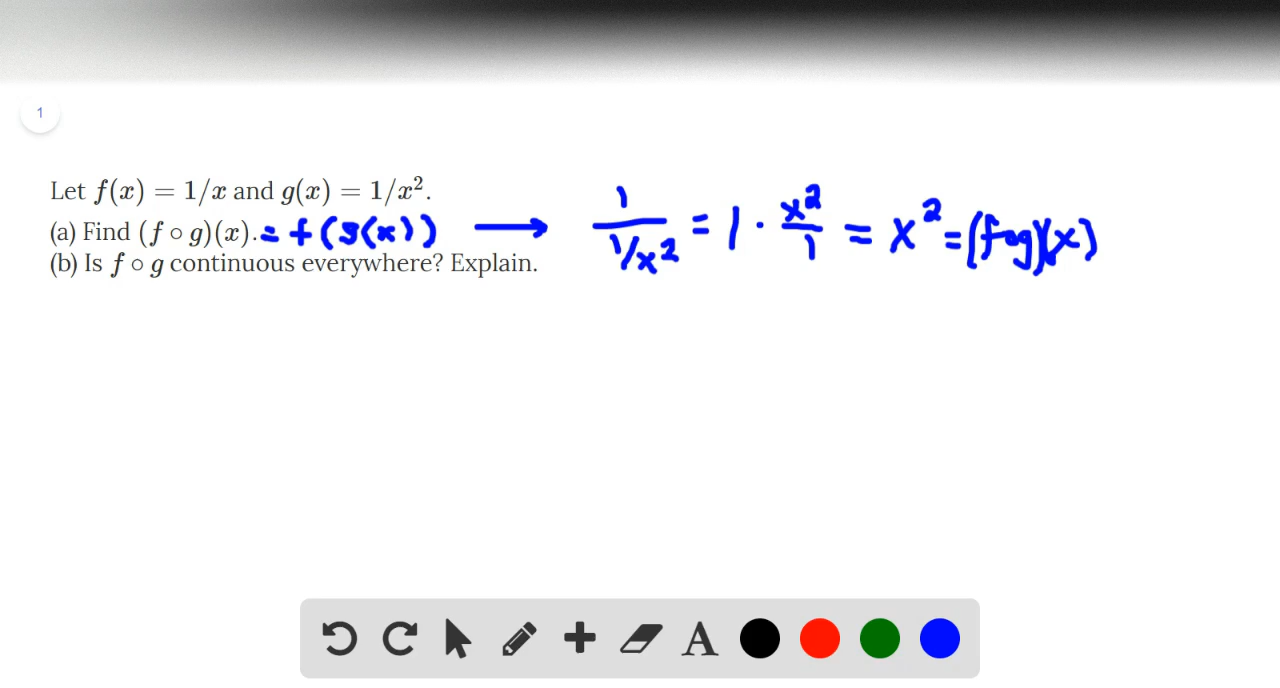 1
Let f(x) = 1/x and g(x) = 1/x².
(a) Find (f ∘ g)(x). = f(g(x)) → 1/(1/x²) = 1 · x²/1 = x² = (f∘g)(x)
(b) Is f ∘ g continuous everywhere? Explain.
A